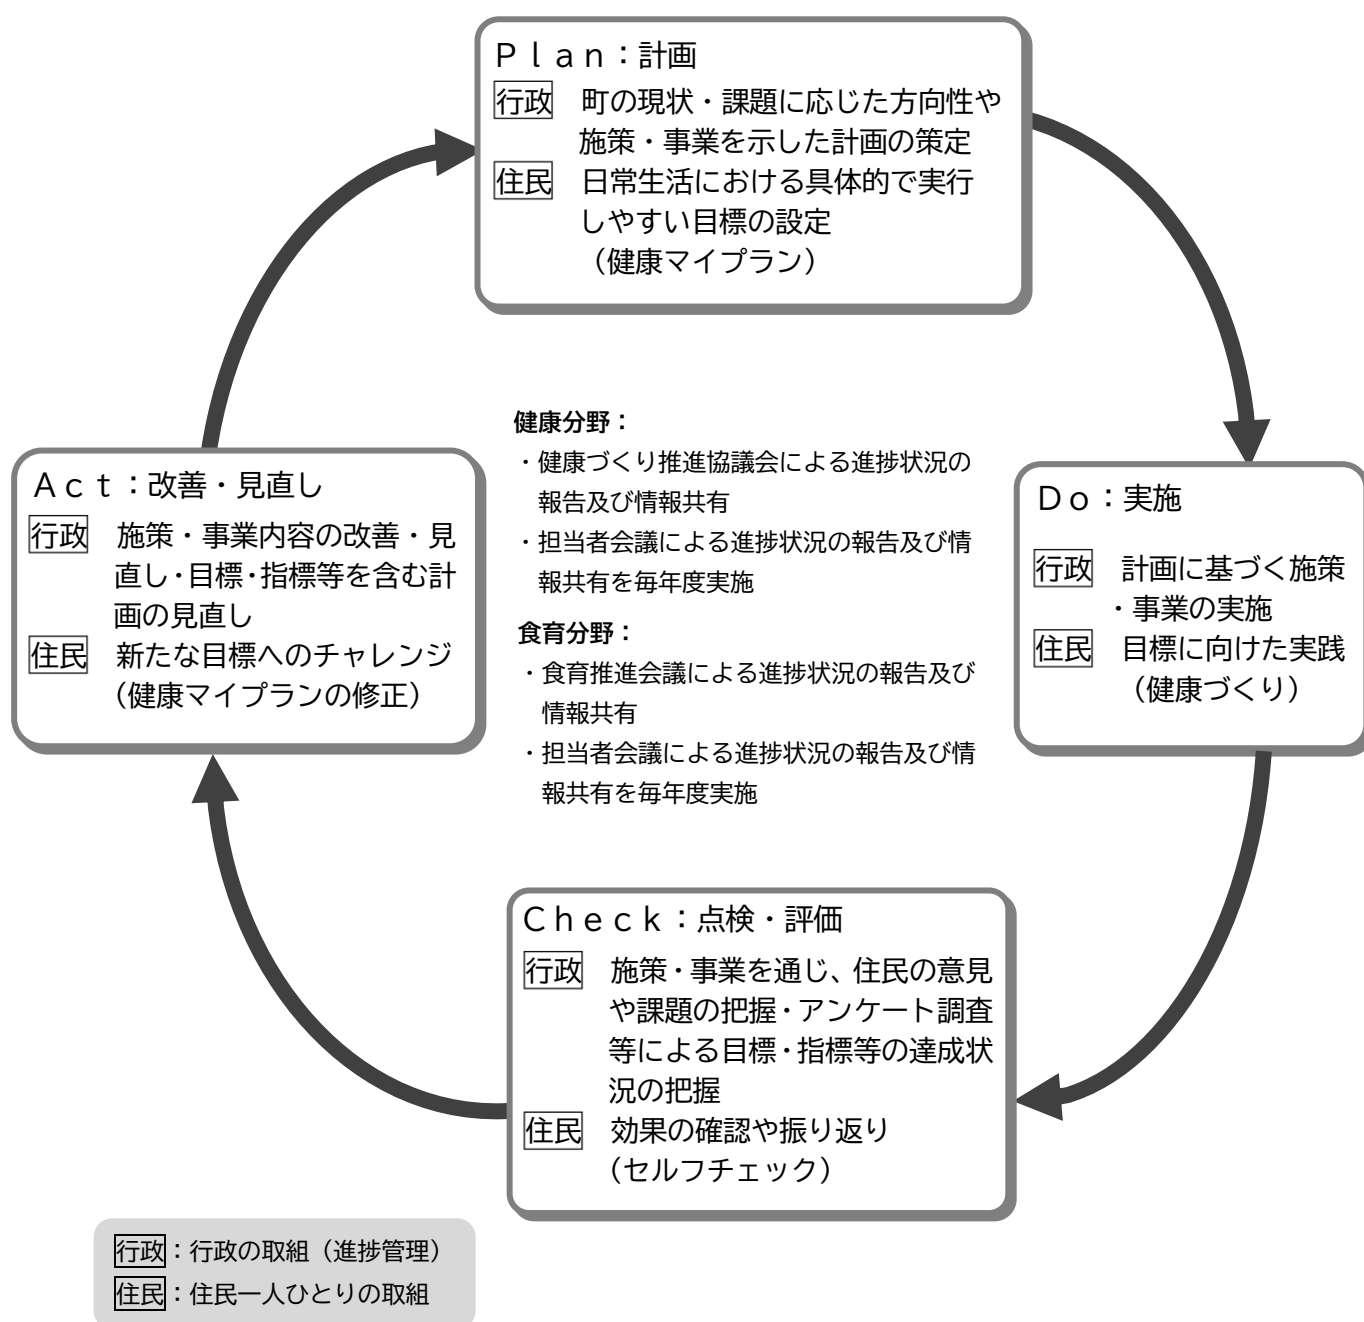 Ｐｌａｎ：計画
行政　町の現状・課題に応じた方向性や
施策・事業を示した計画の策定
住民　日常生活における具体的で実行
しやすい目標の設定
（健康マイプラン）
健康分野：
・健康づくり推進協議会による進捗状況の
報告及び情報共有
・担当者会議による進捗状況の報告及び情
報共有を毎年度実施
食育分野：
・食育推進会議による進捗状況の報告及び
情報共有
・担当者会議による進捗状況の報告及び情
報共有を毎年度実施
Ａｃｔ：改善・見直し
行政　施策・事業内容の改善・見
直し・目標・指標等を含む計
画の見直し
住民　新たな目標へのチャレンジ
（健康マイプランの修正）
Ｄｏ：実施
行政　計画に基づく施策
・事業の実施
住民　目標に向けた実践
（健康づくり）
Ｃｈｅｃｋ：点検・評価
行政　施策・事業を通じ、住民の意見
や課題の把握・アンケート調査
等による目標・指標等の達成状
況の把握
住民　効果の確認や振り返り
（セルフチェック）
行政：行政の取組（進捗管理）
住民：住民一人ひとりの取組